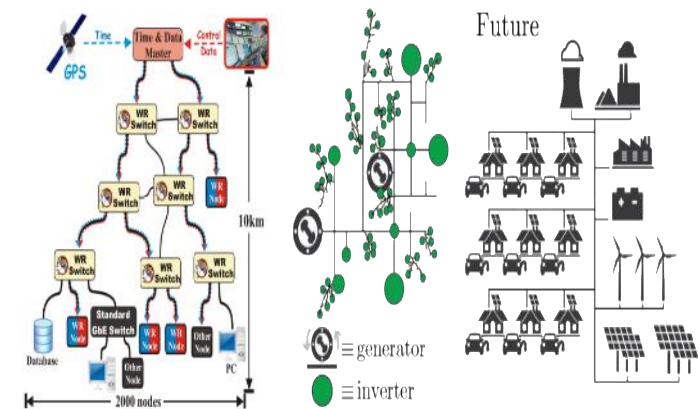 GPS
Time
Time & Data
Master
Control
Data
WR
Switch
WR
Switch
WR
Switch
WR
Switch
WR
Node
10km
WR
Switch
WR
Switch
WR
Switch
Database
WR
Node
Standard
GbE Switch
WR
Node
WR
Node
Other
Node
PC
Other
Node
2000 nodes
≡ generator
≡ inverter
Future